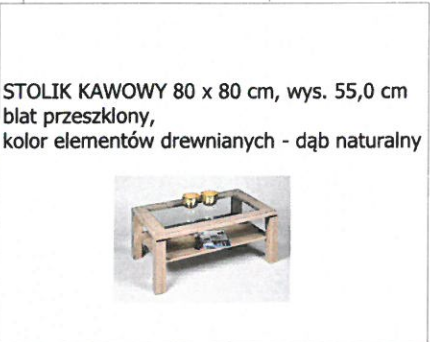 STOLIK KAWOWY 80 x 80 cm, wys. 55,0 cm
blat przeszklony,
kolor elementów drewnianych - dąb naturalny